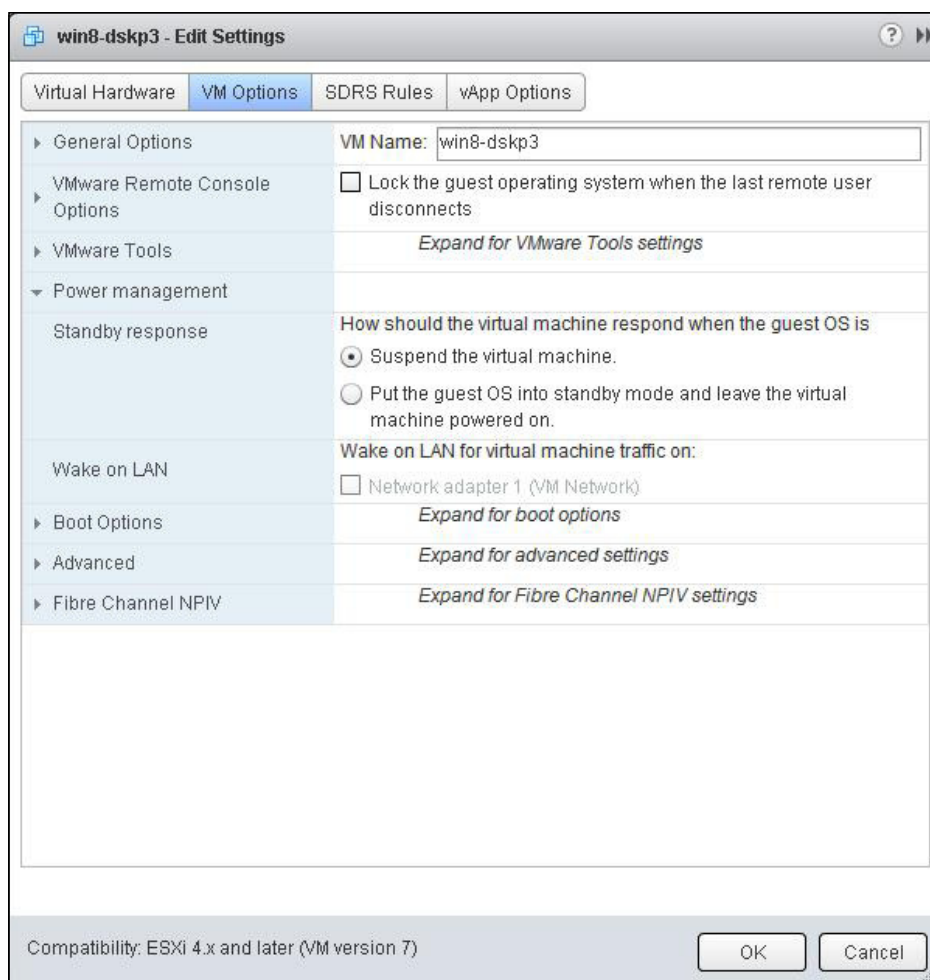 win8-dskp3 - Edit Settings
?
Virtual Hardware VM Options SDRS Rules vApp Options
General Options VM Name: win8-dskp3
VMware Remote Console Options
Lock the guest operating system when the last remote user
disconnects
VMware Tools Expand for VMware Tools settings
Power management
Standby response How should the virtual machine respond when the guest OS is
Suspend the virtual machine.
Put the guest OS into standby mode and leave the virtual
machine powered on.
Wake on LAN Wake on LAN for virtual machine traffic on:
Network adapter 1 (VM Network)
Boot Options Expand for boot options
Advanced Expand for advanced settings
Fibre Channel NPIV Expand for Fibre Channel NPIV settings
Compatibility: ESXi 4.x and later (VM version 7) OK Cancel